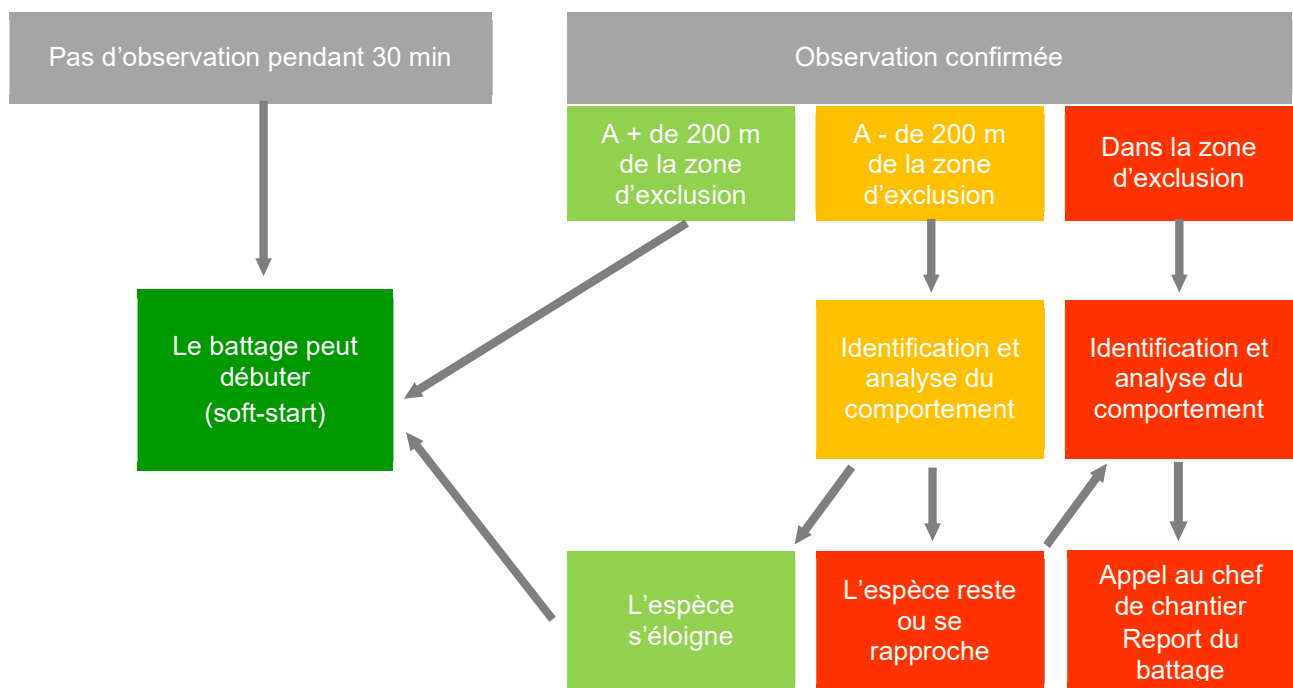 Pas d’observation pendant 30 min
Observation confirmée
A + de 200 m
de la zone
d’exclusion
A - de 200 m
de la zone
d’exclusion
Dans la zone
d’exclusion
Le battage peut
débuter
(soft-start)
Identification et
analyse du
comportement
Identification et
analyse du
comportement
L’espèce
s’éloigne
L’espèce reste
ou se
rapproche
Appel au chef
de chantier
Report du
battage